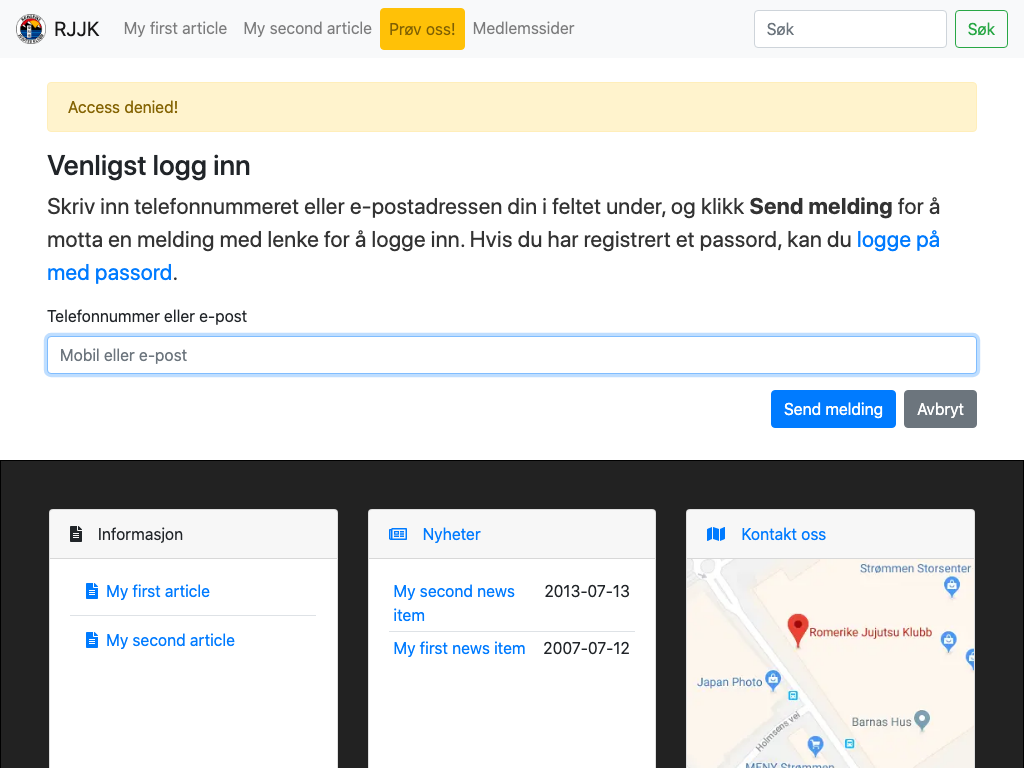 RJJK My first article My second article Prøv oss! Medlemssider Søk Søk
Access denied!
Venligst logg inn
Skriv inn telefonnummeret eller e-postadressen din i feltet under, og klikk Send melding for å
motta en melding med lenke for å logge inn. Hvis du har registrert et passord, kan du logge på
med passord.
Telefonnummer eller e-post
Mobil eller e-post
Send melding Avbryt
Informasjon
My first article
My second article
Nyheter
My second news 2013-07-13
item
My first news item 2007-07-12
Kontakt oss
Strømmen Storsenter
Romerike Jujutsu Klubb
Japan Photo
Barnas Hus
Holmsens vei
MENY Strømmen